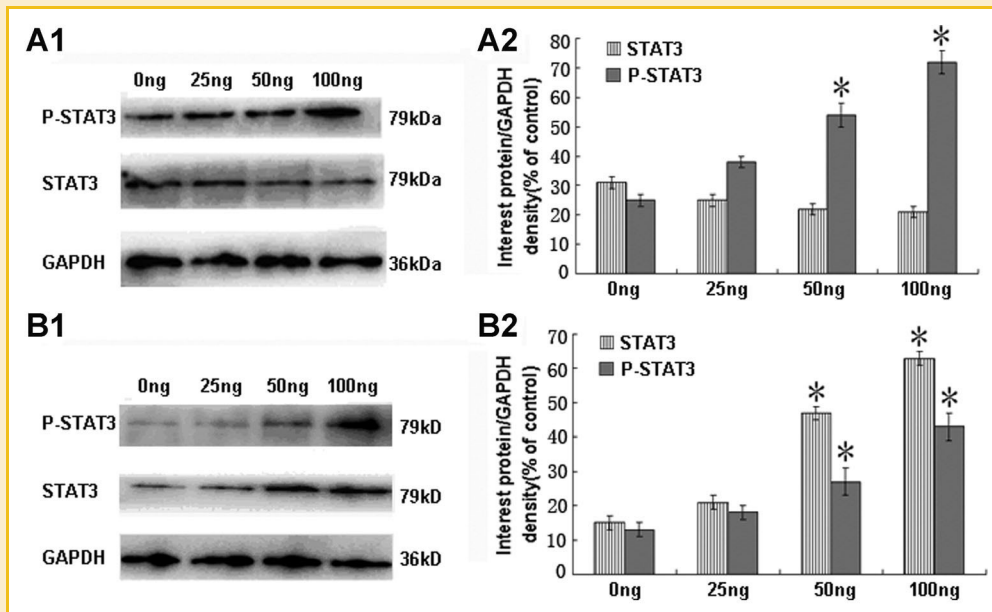 A1
0ng 25ng 50ng 100ng
P-STAT3 79kDa
STAT3 79kDa
GAPDH 36kDa
A2
Interest protein/GAPDH
density(% of control)
80
70
60
50
40
30
20
10
0
STAT3
P-STAT3
* *
0ng 25ng 50ng 100ng
B1
0ng 25ng 50ng 100ng
P-STAT3 79kD
STAT3 79kD
GAPDH 36kD
B2
Interest protein/GAPDH
density(% of control)
70
60
50
40
30
20
10
0
STAT3
P-STAT3
* * * *
0ng 25ng 50ng 100ng